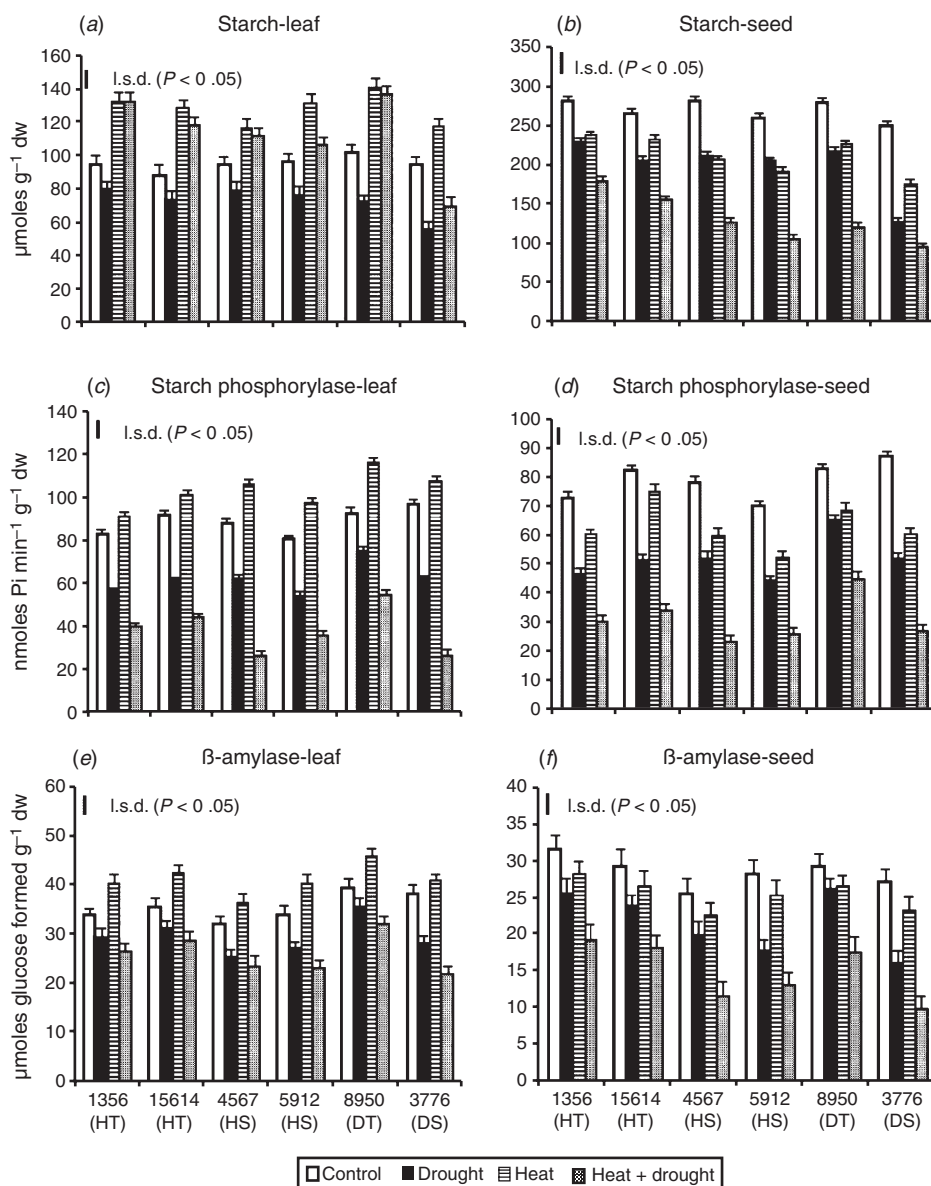 (a) Starch-leaf
160
140
120
100
80
60
40
20
0
l.s.d. (P < 0 .05)
µmoles g–1 dw
(b) Starch-seed
350
300
250
200
150
100
50
0
l.s.d. (P < 0 .05)
(c) Starch phosphorylase-leaf
140
120
100
80
60
40
20
0
l.s.d. (P < 0 .05)
nmoles Pi min–1 g–1 dw
(d) Starch phosphorylase-seed
100
90
80
70
60
50
40
30
20
10
0
l.s.d. (P < 0 .05)
(e) ß-amylase-leaf
60
50
40
30
20
10
0
l.s.d. (P < 0 .05)
µmoles glucose formed g–1 dw
1356 15614 4567 5912 8950 3776
(HT) (HT) (HS) (HS) (DT) (DS)
(f) ß-amylase-seed
40
35
30
25
20
15
10
5
0
l.s.d. (P < 0 .05)
1356 15614 4567 5912 8950 3776
(HT) (HT) (HS) (HS) (DT) (DS)
Control Drought Heat Heat + drought